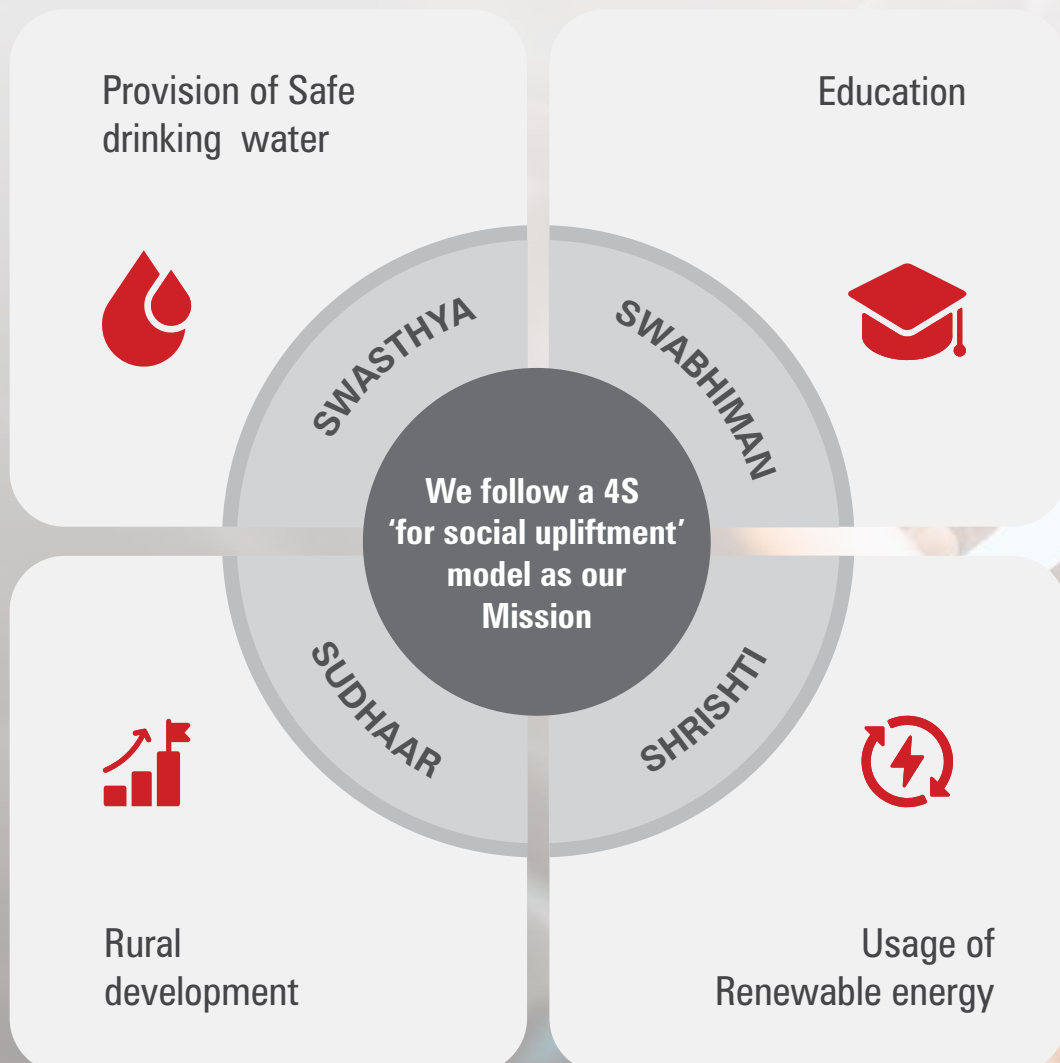 Provision of Safe
drinking water
Education
SWASTHYA
SWABHIMAN
We follow a 4S
‘for social upliftment’
model as our
Mission
SUDHAAR
SHRISHTI
Rural
development
Usage of
Renewable energy